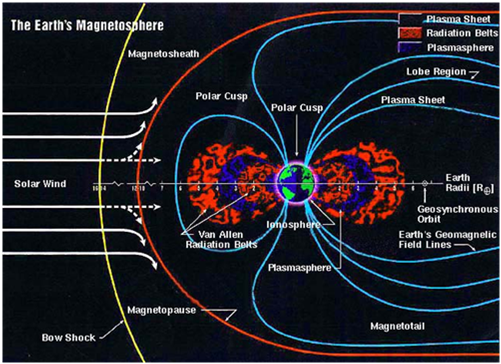 The Earth's Magnetosphere
Plasma Sheet
Radiation Belts
Plasmasphere
Magnetosheath
Lobe Region
Polar Cusp
Polar Cusp
Plasma Sheet
Solar Wind
Earth
Radii [R⊕]
Geosynchronous
Orbit
Ionosphere
Van Allen
Radiation Belts
Earth's Geomagnetic
Field Lines
Plasmasphere
Magnetopause
Magnetotail
Bow Shock